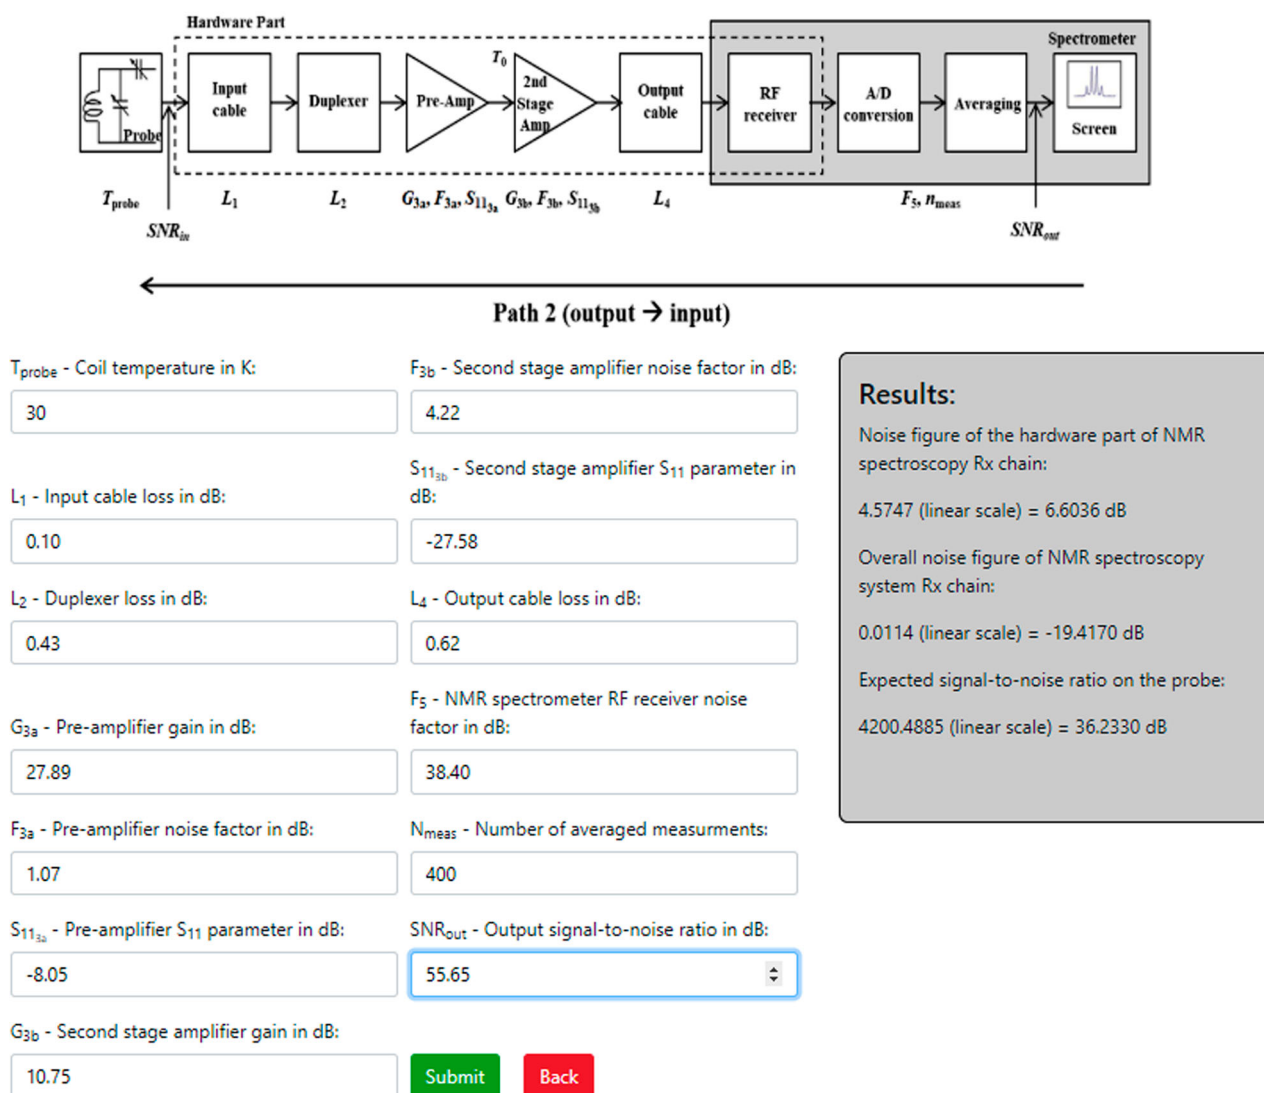 Hardware Part
Spectrometer
Probe
Input cable
Duplexer
Pre-Amp
T0
2nd Stage Amp
Output cable
RF receiver
A/D conversion
Averaging
Screen
Tprobe
SNRin
L1
L2
G3a, F3a, S113a
G3b, F3b, S113b
L4
F5, nmeas
SNRout
Path 2 (output → input)
Tprobe - Coil temperature in K:
30
L1 - Input cable loss in dB:
0.10
L2 - Duplexer loss in dB:
0.43
G3a - Pre-amplifier gain in dB:
27.89
F3a - Pre-amplifier noise factor in dB:
1.07
S113a - Pre-amplifier S11 parameter in dB:
-8.05
G3b - Second stage amplifier gain in dB:
10.75
F3b - Second stage amplifier noise factor in dB:
4.22
S113b - Second stage amplifier S11 parameter in
dB:
-27.58
L4 - Output cable loss in dB:
0.62
F5 - NMR spectrometer RF receiver noise
factor in dB:
38.40
Nmeas - Number of averaged measurments:
400
SNRout - Output signal-to-noise ratio in dB:
55.65
Submit
Back
Results:
Noise figure of the hardware part of NMR
spectroscopy Rx chain:
4.5747 (linear scale) = 6.6036 dB
Overall noise figure of NMR spectroscopy
system Rx chain:
0.0114 (linear scale) = -19.4170 dB
Expected signal-to-noise ratio on the probe:
4200.4885 (linear scale) = 36.2330 dB